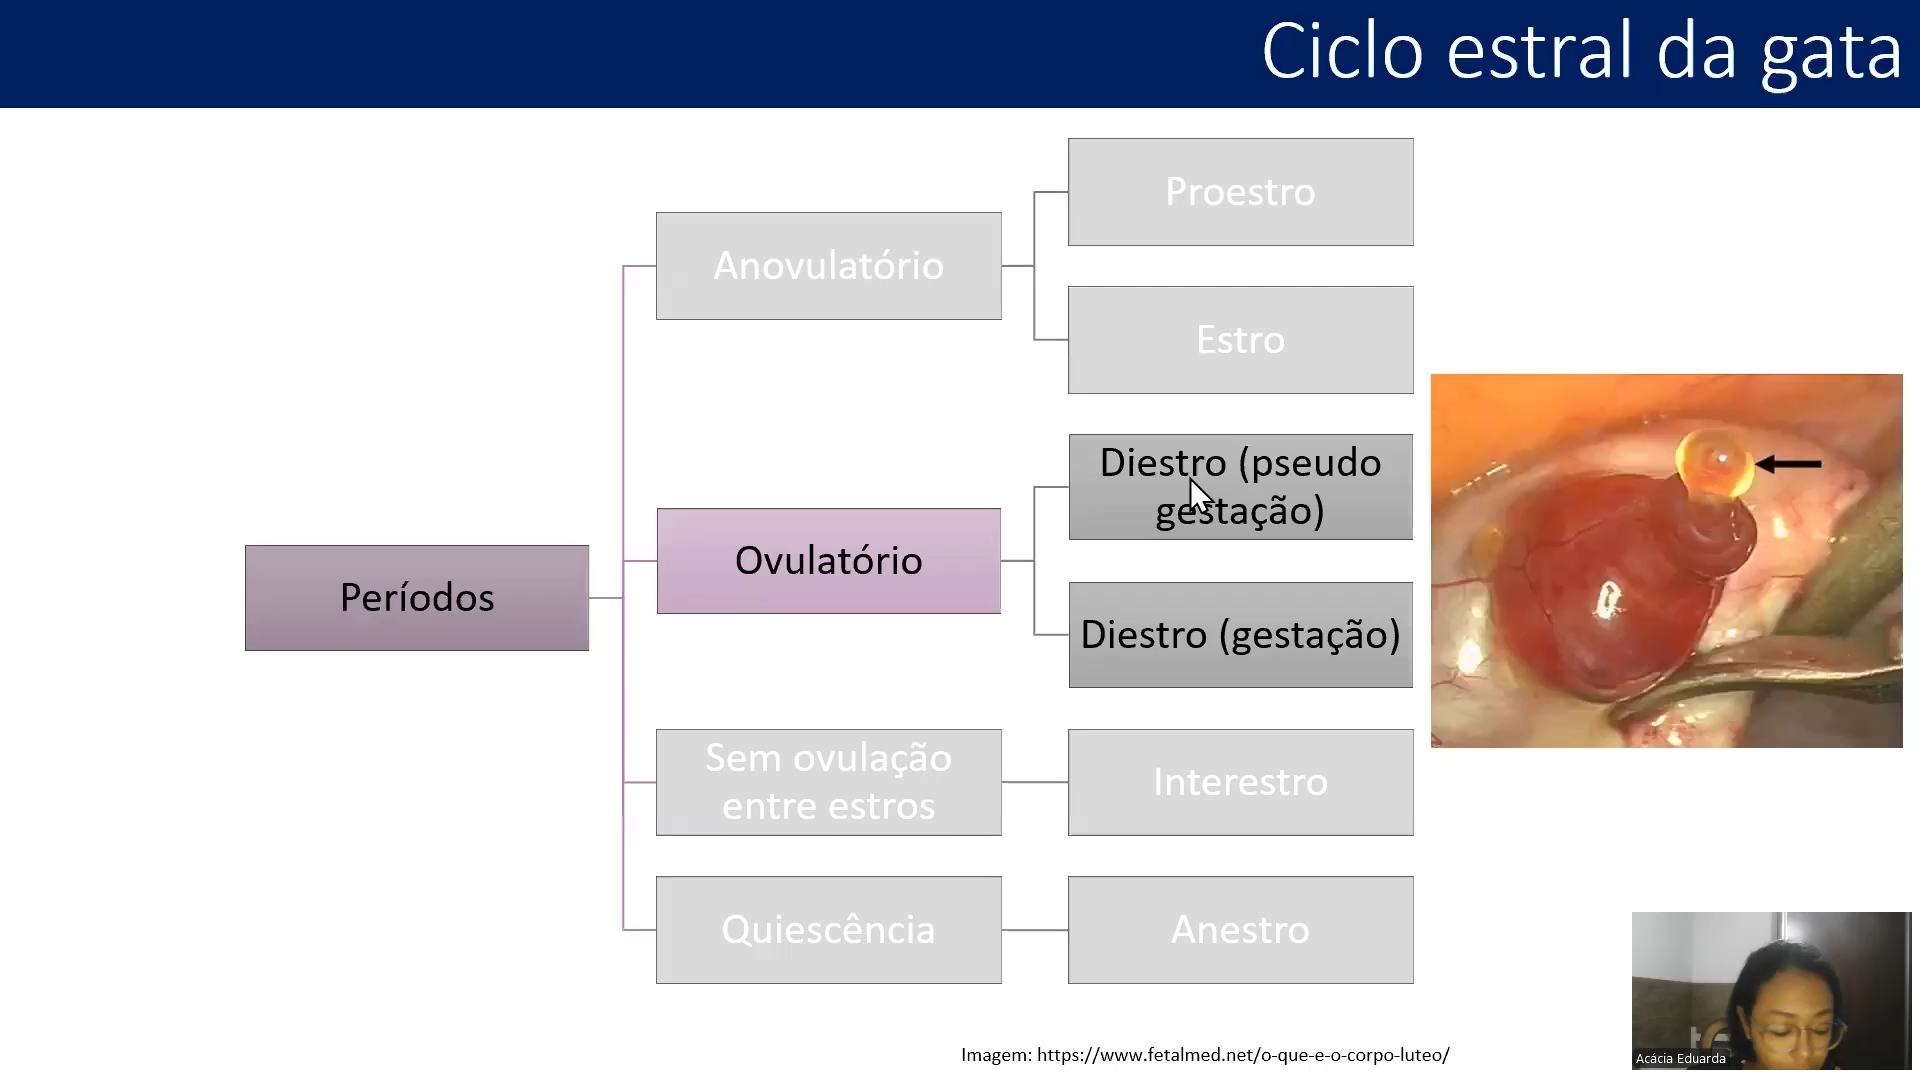 Ciclo estral da gata
Proestro
Anovulatório
Estro
Diestro (pseudo
gestação)
Ovulatório
Períodos
Diestro (gestação)
Sem ovulação
entre estros
Interestro
Quiescência
Anestro
Imagem: https://www.fetalmed.net/o-que-e-o-corpo-luteo/
Acácia Eduarda